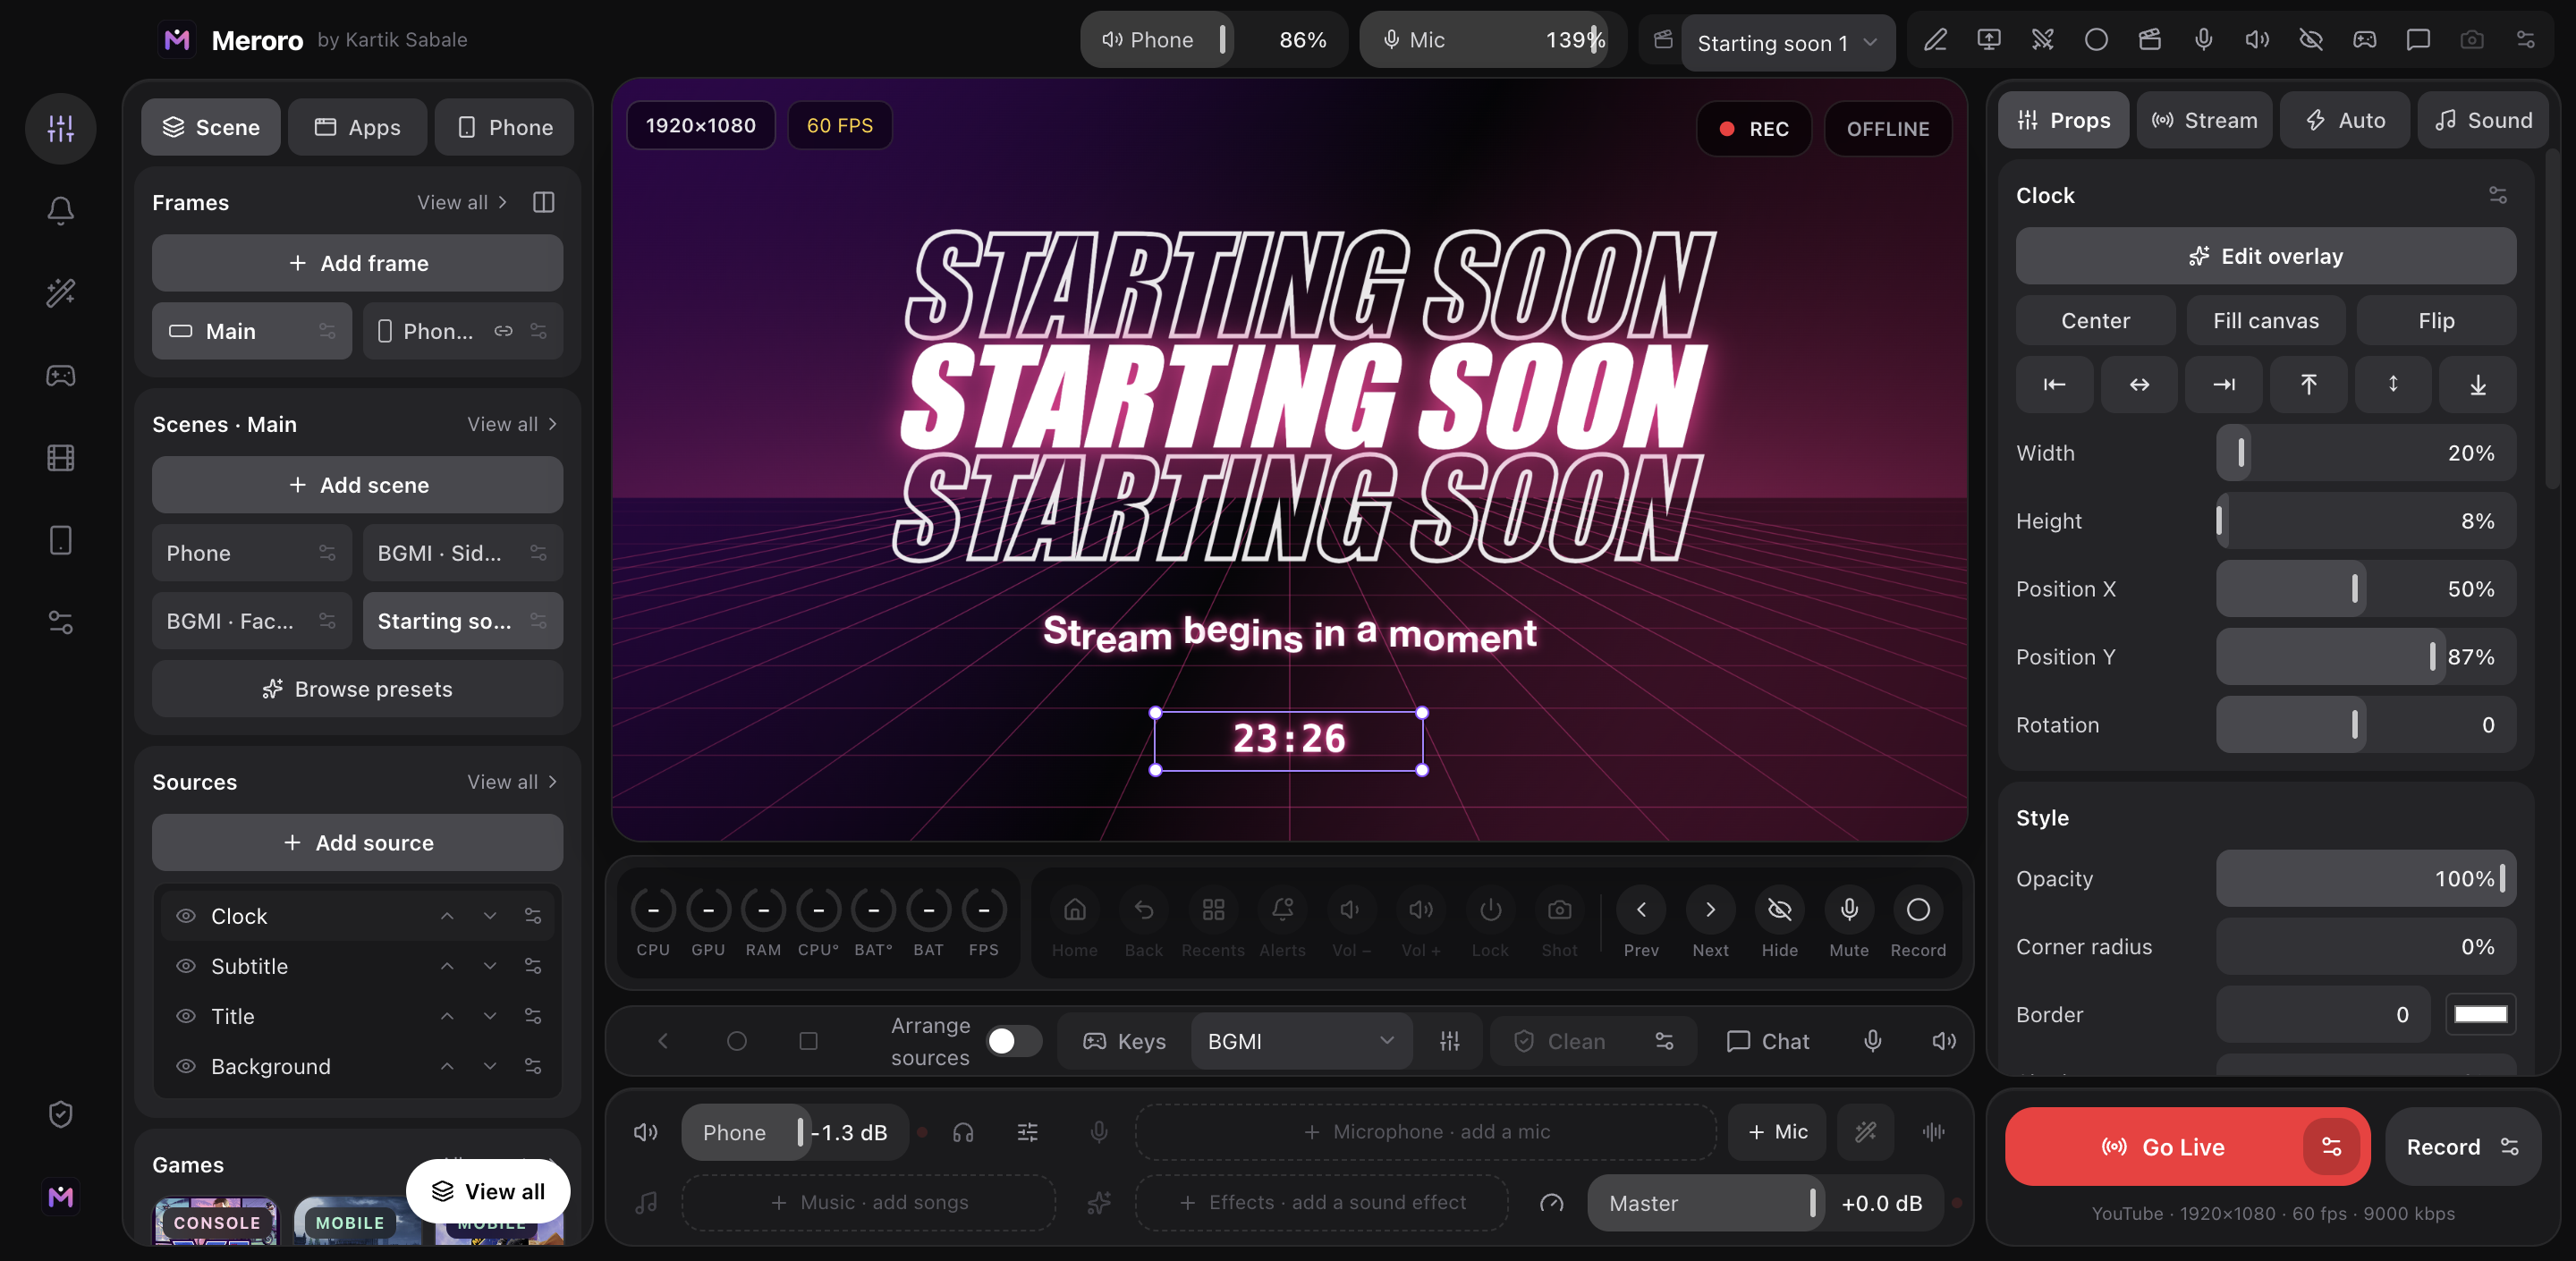 Meroro by Kartik Sabale
Phone 86%
Mic 139%
Starting soon 1
Scene
Apps
Phone
Frames
View all
Add frame
Main
Phon...
Scenes · Main
View all
Add scene
Phone
BGMI · Sid...
BGMI · Fac...
Starting so...
Browse presets
Sources
View all
Add source
Clock
Subtitle
Title
Background
Games
View all
CONSOLE
MOBILE
MOBILE
1920×1080
60 FPS
REC
OFFLINE
STARTING SOON
STARTING SOON
STARTING SOON
Stream begins in a moment
23:26
CPU
GPU
RAM
CPU°
BAT°
BAT
FPS
Home
Back
Recents
Alerts
Vol −
Vol +
Lock
Shot
Prev
Next
Hide
Mute
Record
Arrange
sources
Keys
BGMI
Clean
Chat
Phone -1.3 dB
Microphone · add a mic
Mic
Music · add songs
Effects · add a sound effect
Master +0.0 dB
Props
Stream
Auto
Sound
Clock
Edit overlay
Center
Fill canvas
Flip
Width 20%
Height 8%
Position X 50%
Position Y 87%
Rotation 0
Style
Opacity 100%
Corner radius 0%
Border 0
Go Live
Record
YouTube · 1920×1080 · 60 fps · 9000 kbps